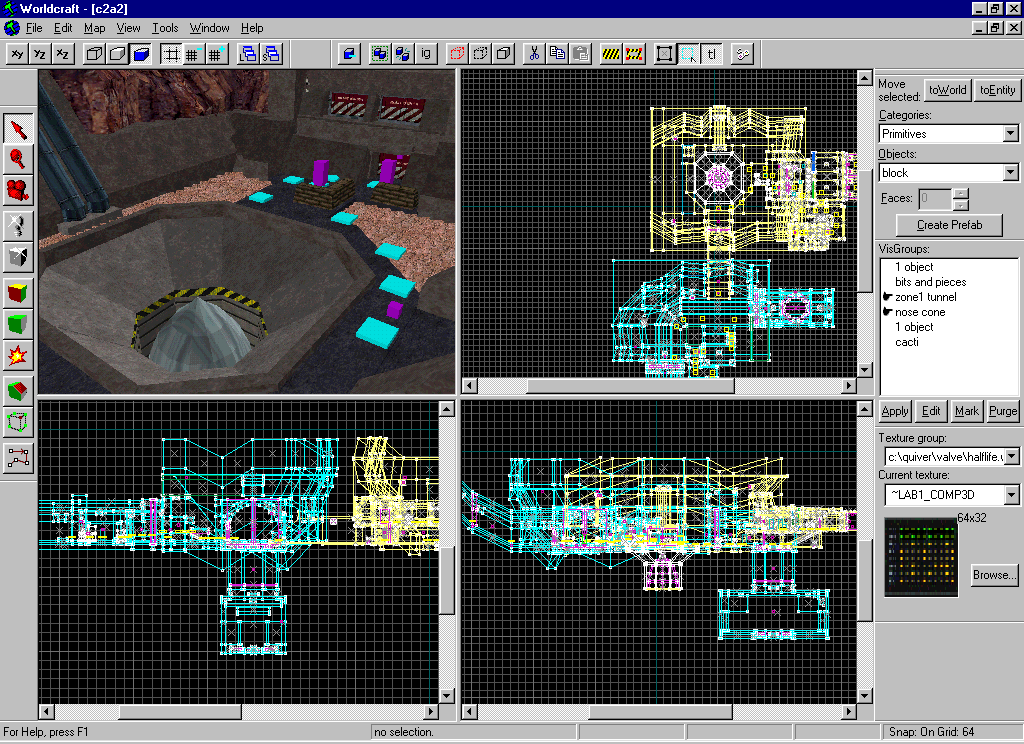 Worldcraft - [c2a2]
File Edit Map View Tools Window Help
xy yz xz ig tl
Move selected:
toWorld toEntity
Categories:
Primitives
Objects:
block
Faces: 0
Create Prefab
VisGroups:
1 object
bits and pieces
zone1 tunnel
nose cone
1 object
cacti
Apply Edit Mark Purge
Texture group:
c:\quiver\valve\halflife.
Current texture:
~LAB1_COMP3D
64x32
Browse...
For Help, press F1 no selection. Snap: On Grid: 64